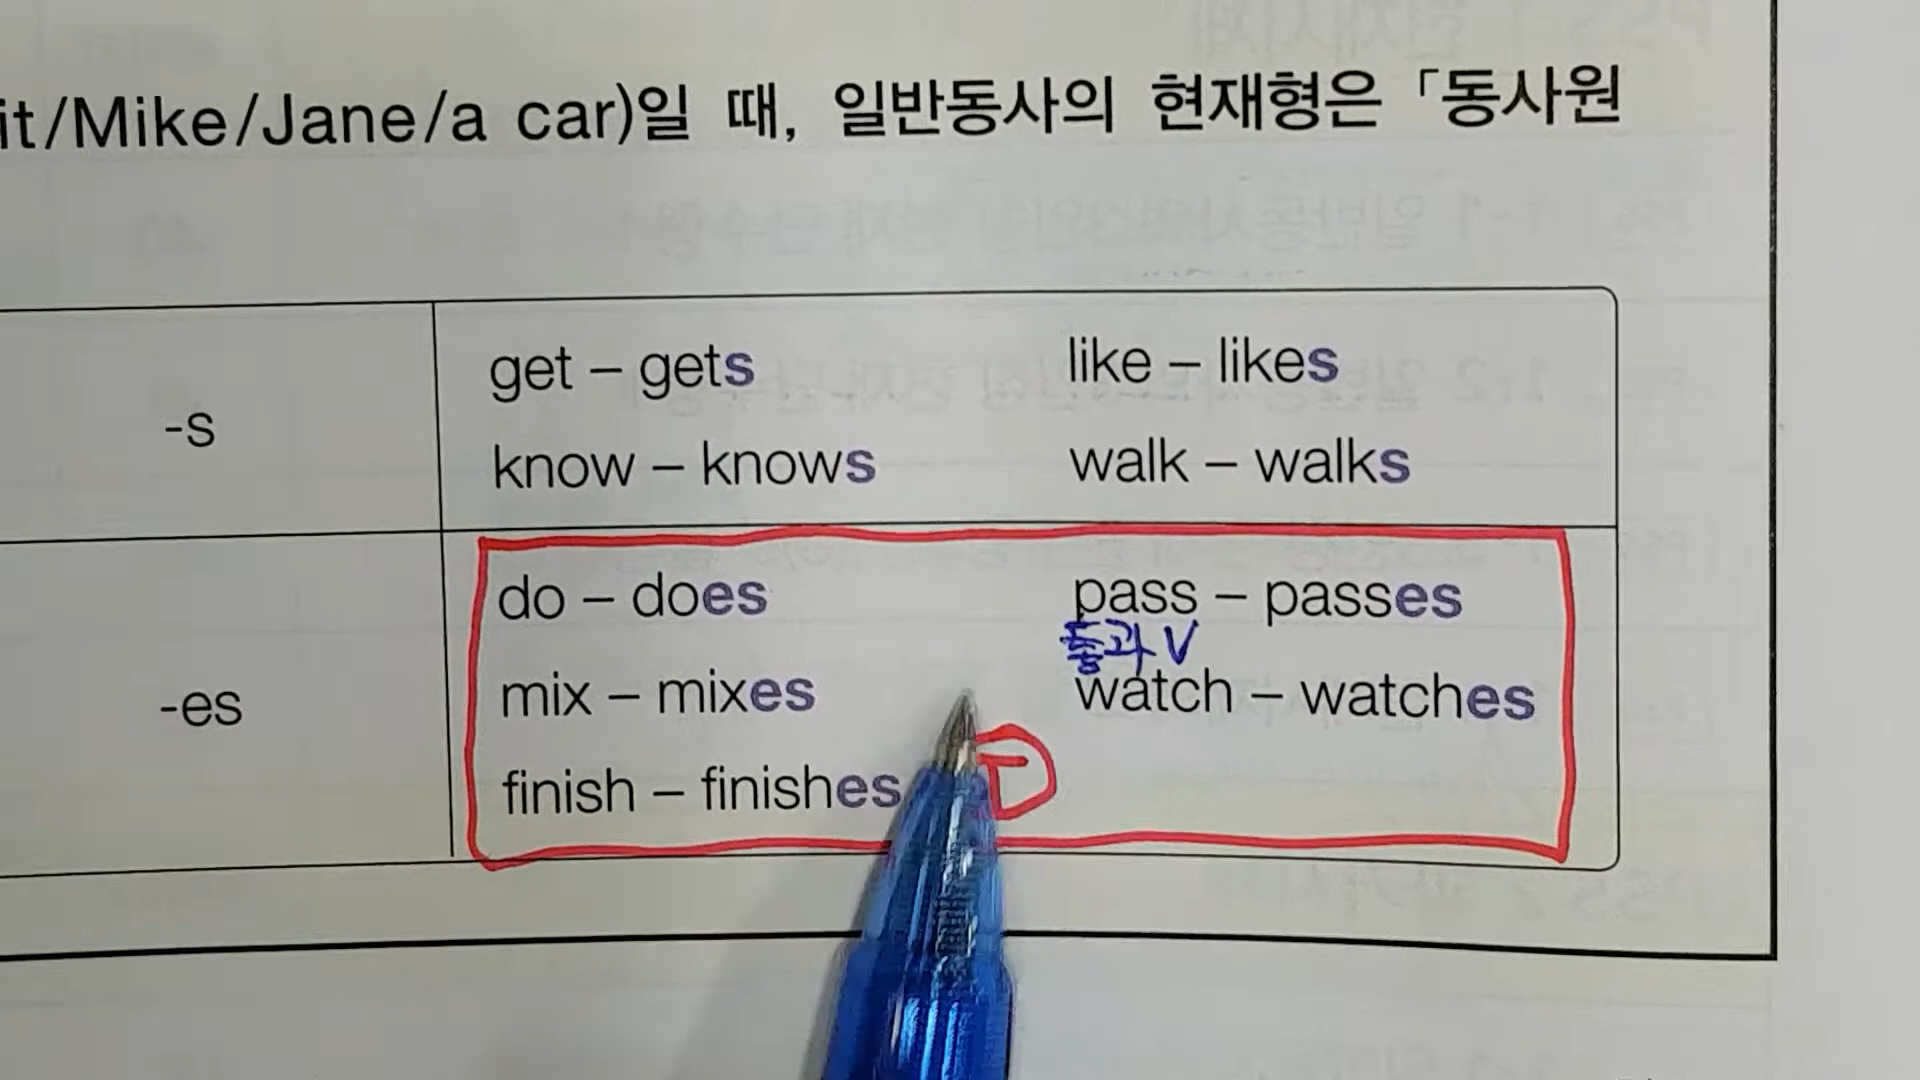 it/Mike/Jane/a car)일 때, 일반동사의 현재형은 「동사원
-s
get – gets like – likes
know – knows walk – walks
-es
do – does pass – passes
통과 V
mix – mixes watch – watches
finish – finishes